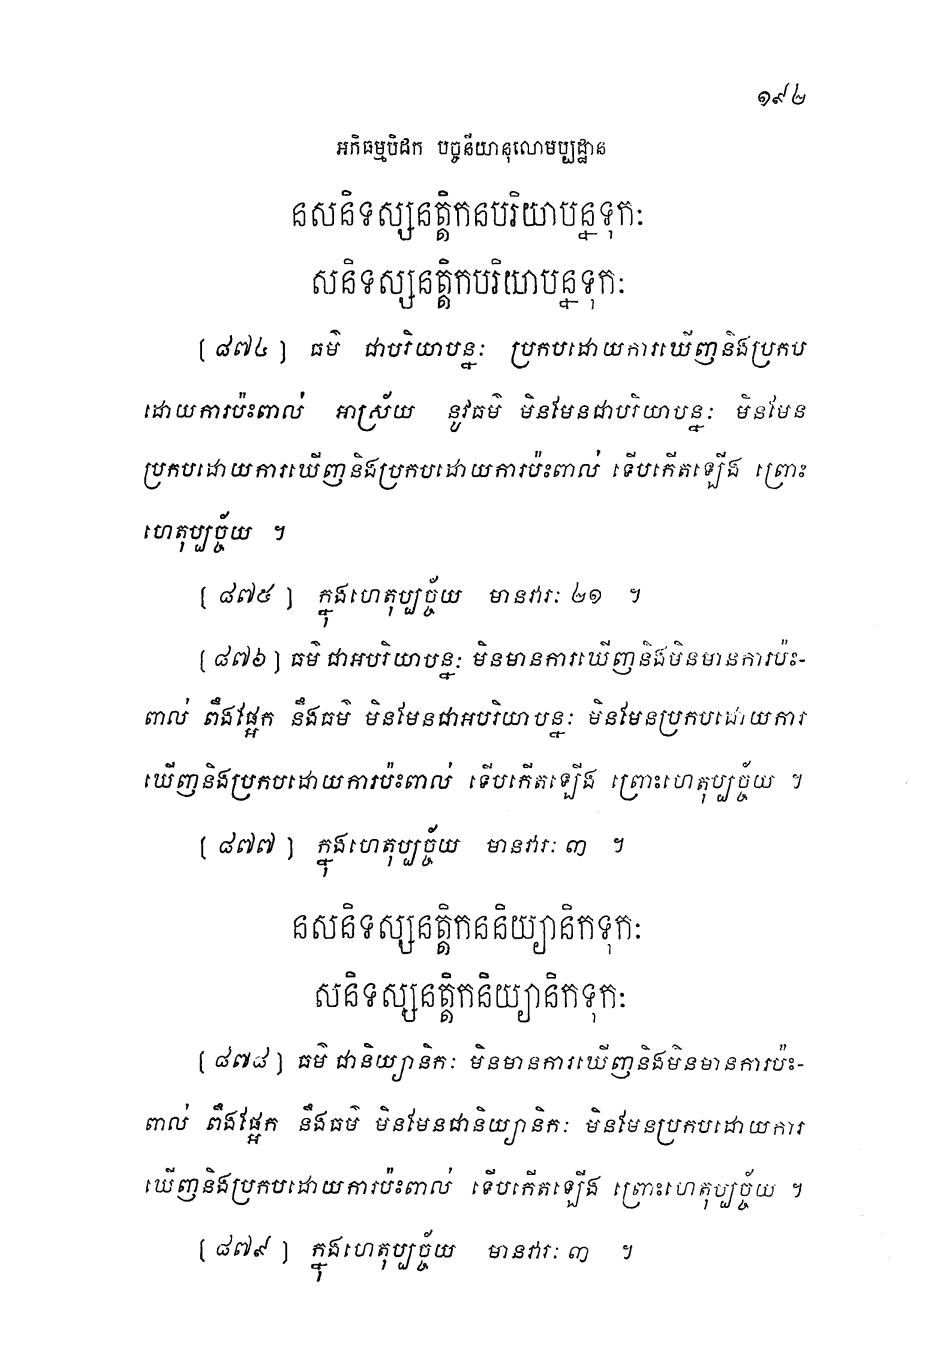 ១៩២
អភិធម្មបិដក បច្ចនីយានុលោមប្បដ្ឋាន
នសនិទស្សនត្តិកនបរិយាបន្នទុកៈ
សនិទស្សនត្តិកបរិយាបន្នទុកៈ
[ ៨៧៤ ] ធម៌ ជាបរិយាបន្នៈ ប្រកបដោយការឃើញនិងប្រកប
ដោយការប៉ះពាល់ អាស្រ័យ នូវធម៌ មិនមែនជាបរិយាបន្នៈ មិនមែន
ប្រកបដោយការឃើញនិងប្រកបដោយការប៉ះពាល់ ទើបកើតឡើង ព្រោះ
ហេតុប្បច្ច័យ ។
[ ៨៧៥ ] ក្នុងហេតុប្បច្ច័យ មានវារៈ ២១ ។
[ ៨៧៦ ] ធម៌ ជាអបរិយាបន្នៈ មិនមានការឃើញនិងមិនមានការប៉ះ-
ពាល់ ពឹងផ្អែក នឹងធម៌ មិនមែនជាអបរិយាបន្នៈ មិនមែនប្រកបដោយការ
ឃើញនិងប្រកបដោយការប៉ះពាល់ ទើបកើតឡើង ព្រោះហេតុប្បច្ច័យ ។
[ ៨៧៧ ] ក្នុងហេតុប្បច្ច័យ មានវារៈ ៣ ។
នសនិទស្សនត្តិកននិយ្យានិកទុកៈ
សនិទស្សនត្តិកនិយ្យានិកទុកៈ
[ ៨៧៨ ] ធម៌ ជានិយ្យានិកៈ មិនមានការឃើញនិងមិនមានការប៉ះ-
ពាល់ ពឹងផ្អែក នឹងធម៌ មិនមែនជានិយ្យានិកៈ មិនមែនប្រកបដោយការ
ឃើញនិងប្រកបដោយការប៉ះពាល់ ទើបកើតឡើង ព្រោះហេតុប្បច្ច័យ ។
[ ៨៧៩ ] ក្នុងហេតុប្បច្ច័យ មានវារៈ ៣ ។